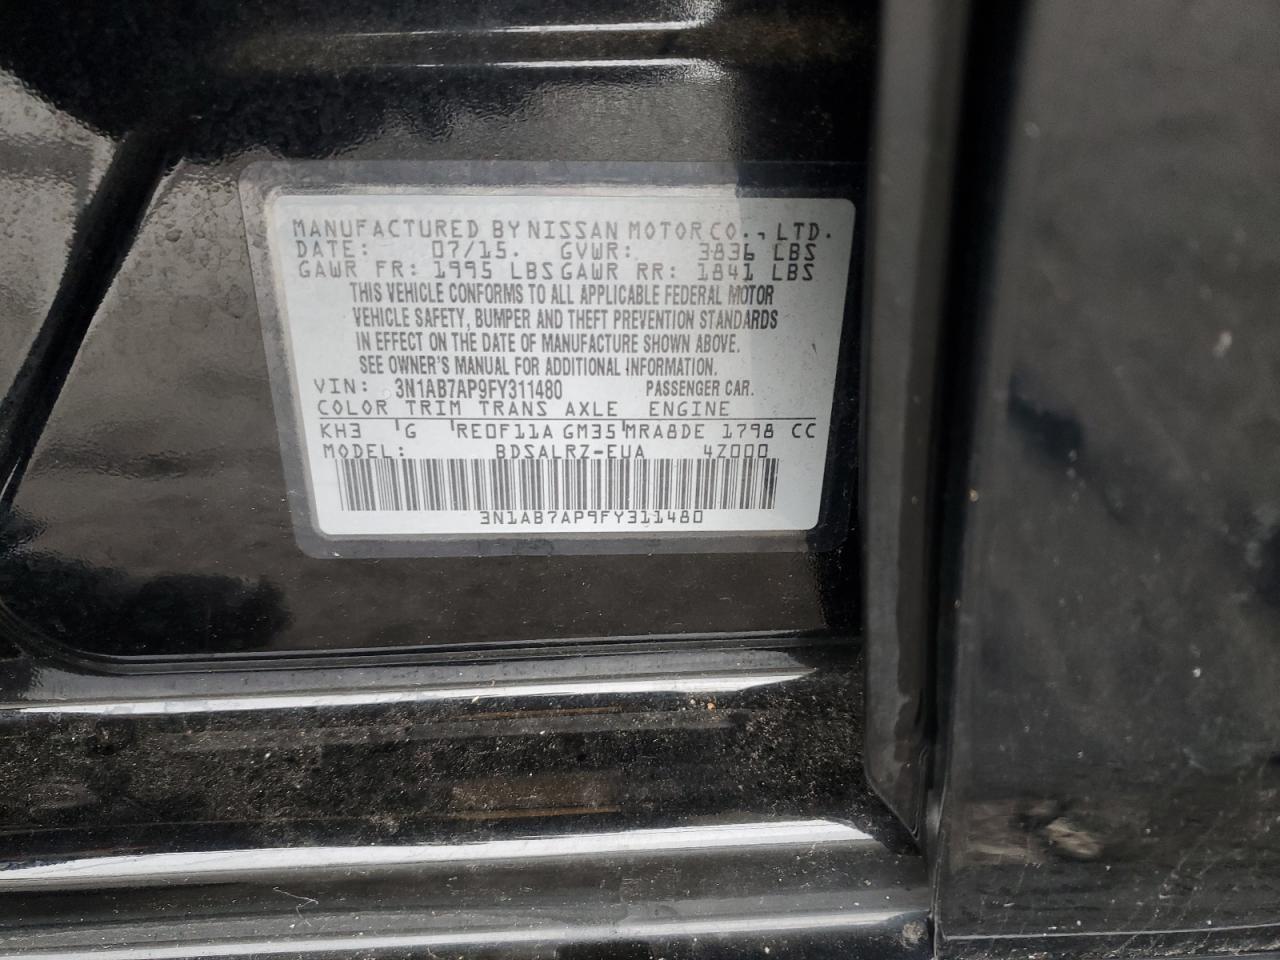 MANUFACTURED BY NISSAN MOTOR CO., LTD.
DATE: 07/15. GVWR: 3836 LBS
GAWR FR: 1995 LBS GAWR RR: 1841 LBS
THIS VEHICLE CONFORMS TO ALL APPLICABLE FEDERAL MOTOR
VEHICLE SAFETY, BUMPER AND THEFT PREVENTION STANDARDS
IN EFFECT ON THE DATE OF MANUFACTURE SHOWN ABOVE.
SEE OWNER'S MANUAL FOR ADDITIONAL INFORMATION.
VIN: 3N1AB7AP9FY311480 PASSENGER CAR.
COLOR TRIM TRANS AXLE ENGINE
KH3 G RE0F11A GM35 MRA8DE 1798 CC
MODEL: BDSALRZ-EUA 4Z000
3N1AB7AP9FY311480